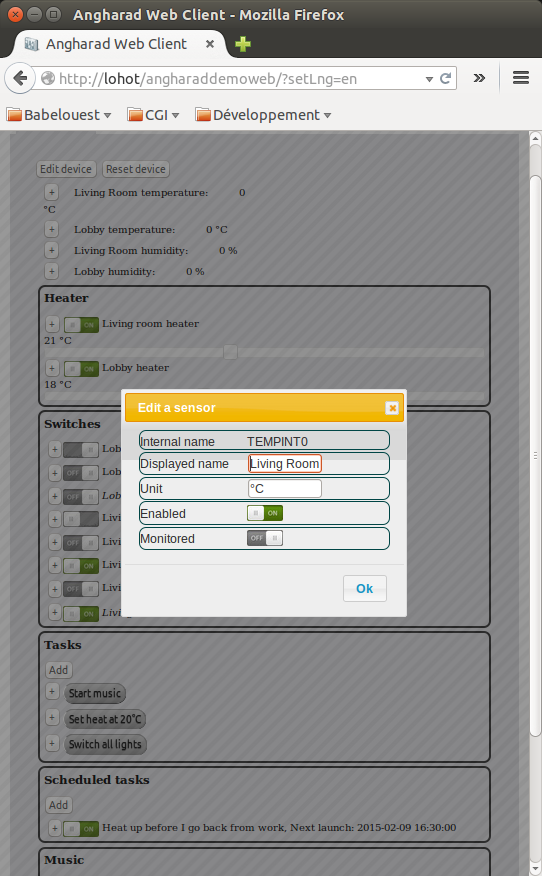 Angharad Web Client - Mozilla Firefox
Angharad Web Client
http://lohot/angharaddemoweb/?setLng=en
Babelouest CGI Développement
Edit device Reset device
+ Living Room temperature: 0
°C
+ Lobby temperature: 0 °C
+ Living Room humidity: 0 %
+ Lobby humidity: 0 %
Heater
+ ON Living room heater
21 °C
+ ON Lobby heater
18 °C
Edit a sensor
Internal name TEMPINT0
Displayed name Living Room
Unit °C
Enabled ON
Monitored OFF
Ok
Switches
+ Lob
+ OFF Lob
+ OFF Lob
+ Livi
+ OFF Livi
+ ON Livi
+ OFF Livi
+ ON Livi
Tasks
Add
+ Start music
+ Set heat at 20°C
+ Switch all lights
Scheduled tasks
Add
+ ON Heat up before I go back from work, Next launch: 2015-02-09 16:30:00
Music